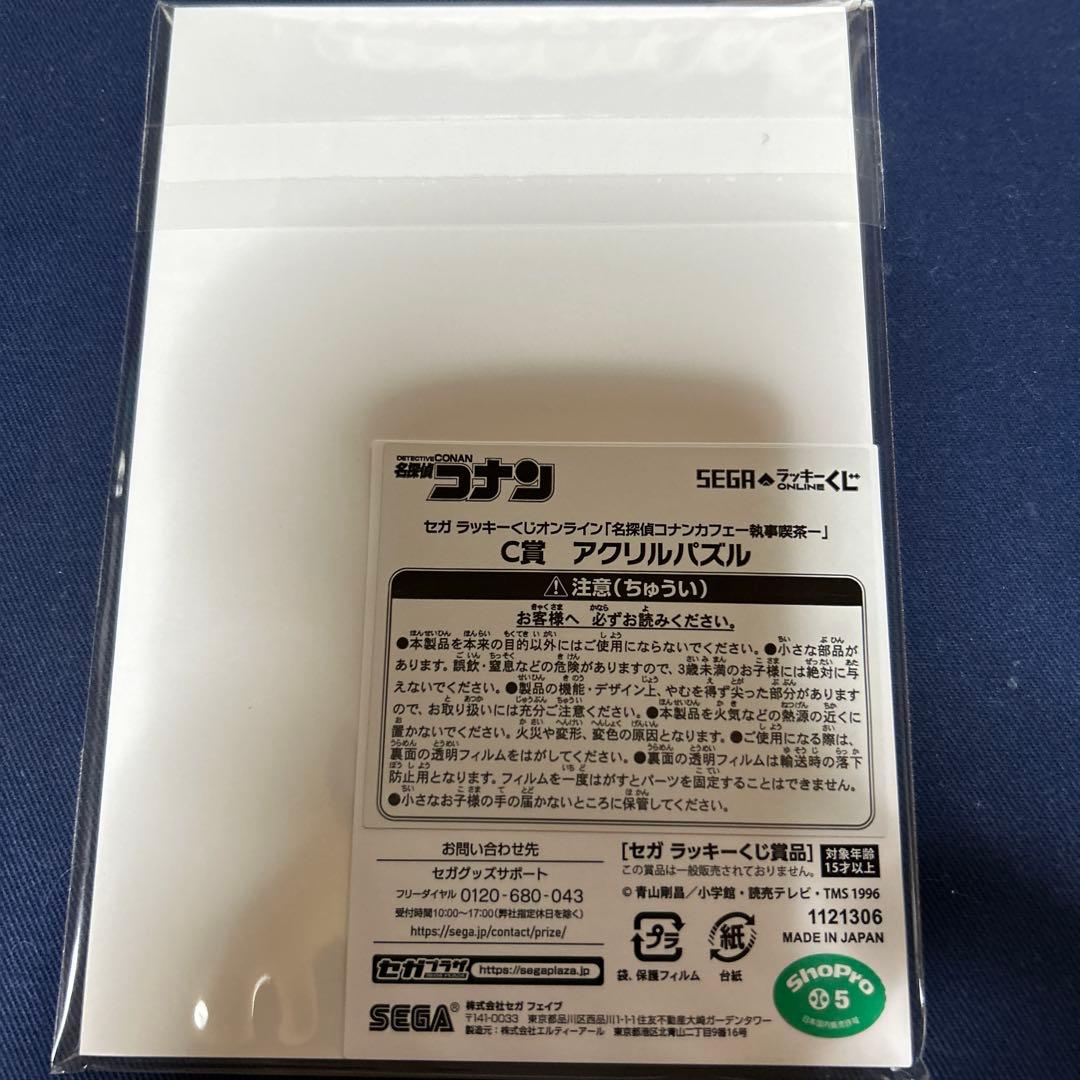 DETECTIVE CONAN
名探偵コナン
SEGA ラッキーくじ ONLINE
セガ ラッキーくじオンライン「名探偵コナンカフェー執事喫茶ー」
C賞 アクリルパズル
注意(ちゅうい)
お客様へ 必ずお読みください。
●本製品を本来の目的以外にはご使用にならないでください。●小さな部品が
あります。誤飲・窒息などの危険がありますので、3歳未満のお子様には絶対に与
えないでください。●製品の機能・デザイン上、やむを得ず尖った部分があります
ので、お取り扱いには充分ご注意ください。●本製品を火気などの熱源の近くに
置かないでください。火災や変形、変色の原因となります。●ご使用になる際は、
裏面の透明フィルムをはがしてください。●裏面の透明フィルムは輸送時の落下
防止用となります。フィルムを一度はがすとパーツを固定することはできません。
●小さなお子様の手の届かないところに保管してください。
お問い合わせ先
セガグッズサポート
フリーダイヤル 0120-680-043
受付時間10:00〜17:00(弊社指定休日を除く)
https://sega.jp/contact/prize/
セガプラザ https://segaplaza.jp
[セガ ラッキーくじ賞品]
この賞品は一般販売されておりません。
対象年齢
15才以上
©青山剛昌/小学館・読売テレビ・TMS 1996
1121306
MADE IN JAPAN
プラ
袋、保護フィルム
紙
台紙
ShoPro
5
日本国内販売許諾
SEGA® 株式会社セガ フェイブ
〒141-0033 東京都品川区西品川1-1-1住友不動産大崎ガーデンタワー
製造元:株式会社エルティーアール 東京都港区北青山二丁目9番16号